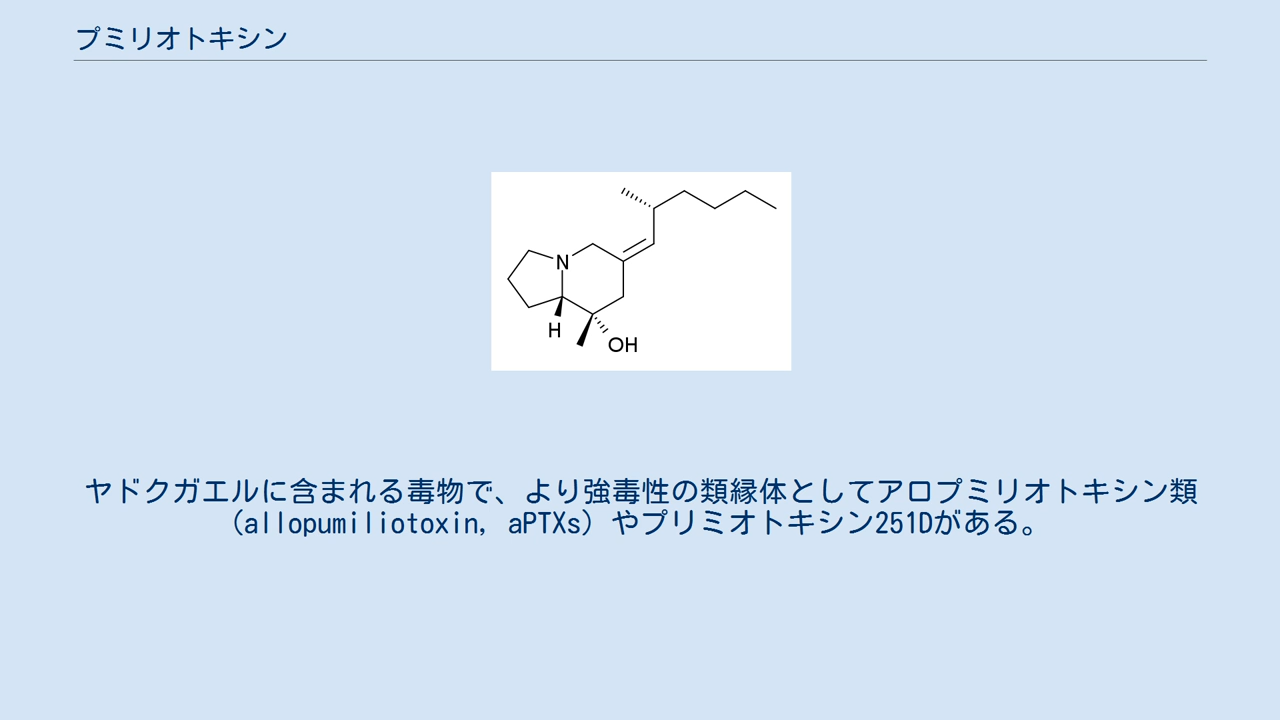 プミリオトキシン
N
H
OH
ヤドクガエルに含まれる毒物で、より強毒性の類縁体としてアロプミリオトキシン類
(allopumiliotoxin, aPTXs) やプリミオトキシン251Dがある。